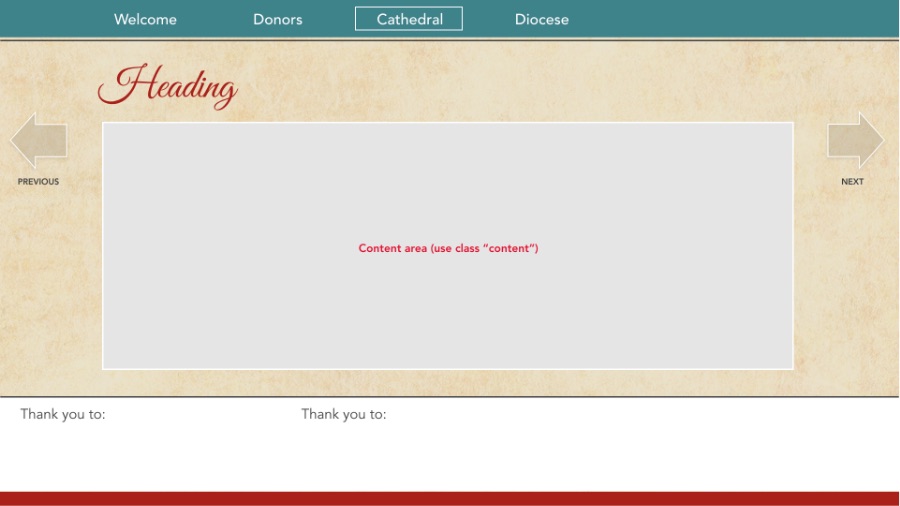 Welcome Donors Cathedral Diocese
Heading
PREVIOUS
NEXT
Content area (use class “content”)
Thank you to: Thank you to: